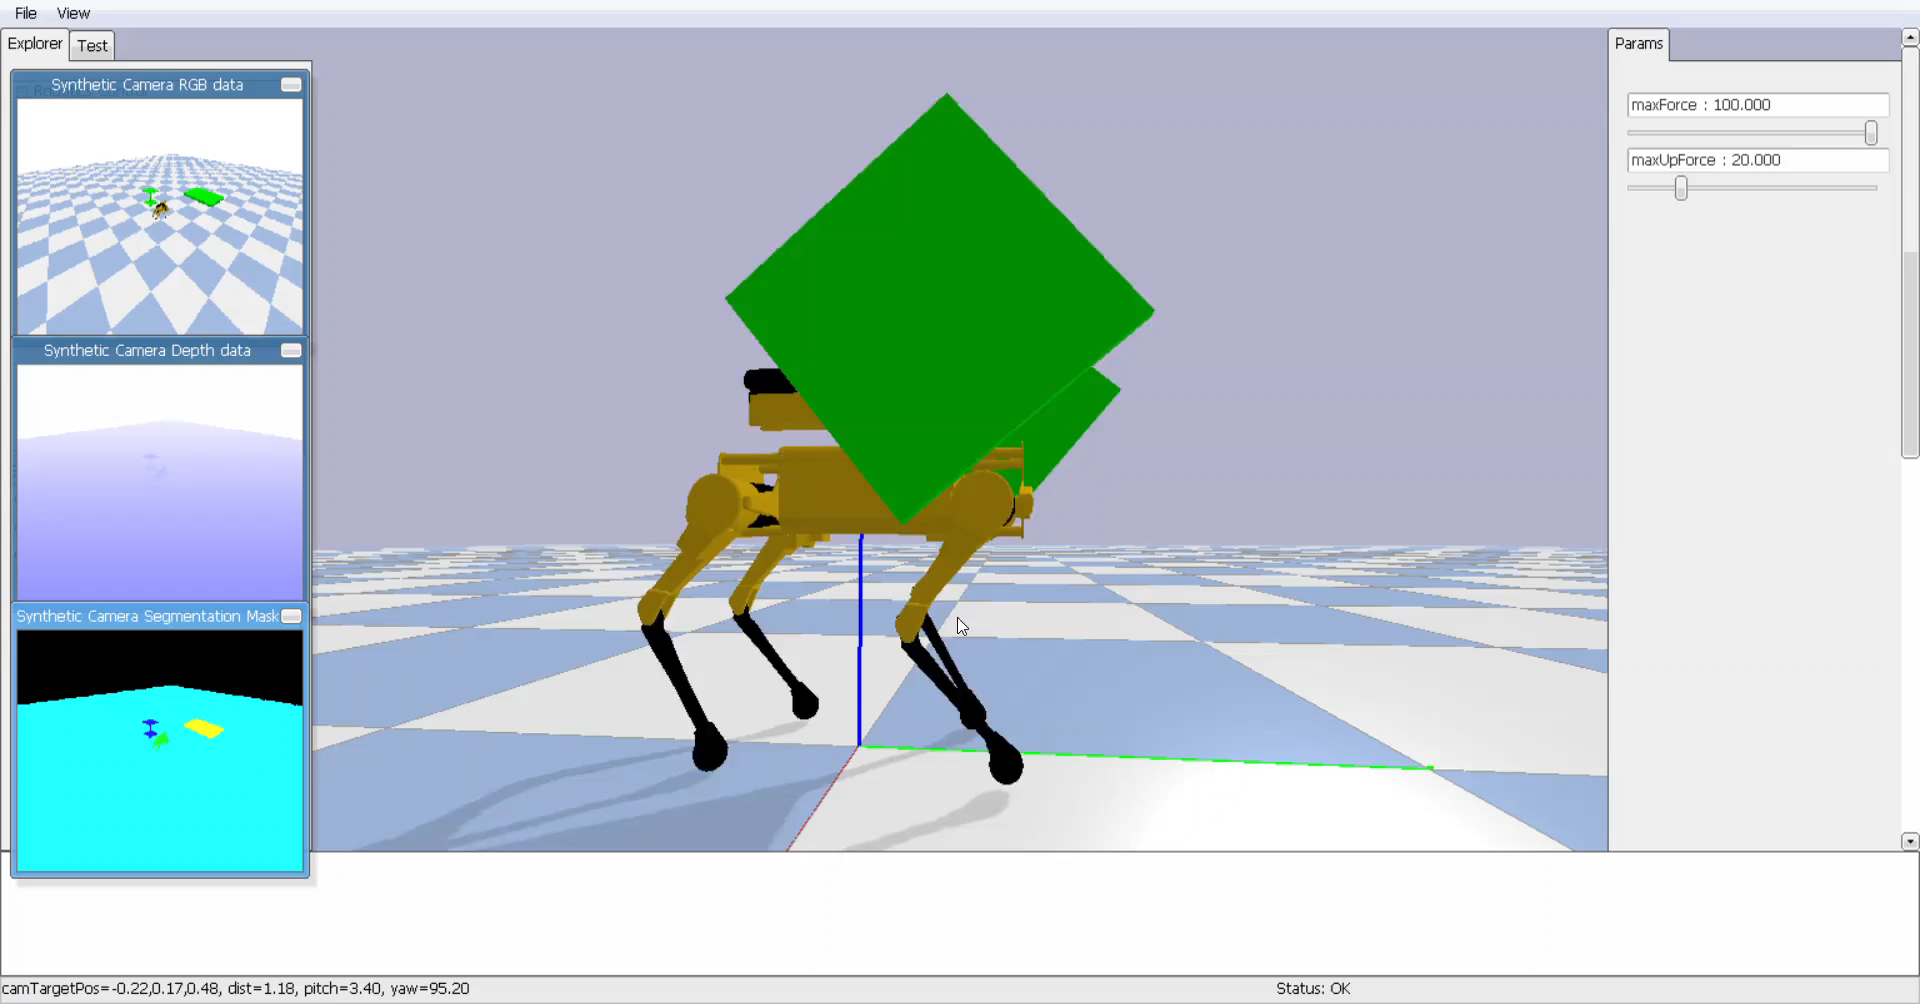 File View
Explorer Test
Synthetic Camera RGB data
Synthetic Camera Depth data
Synthetic Camera Segmentation Mask
Params
maxForce : 100.000
maxUpForce : 20.000
camTargetPos=-0.22,0.17,0.48, dist=1.18, pitch=3.40, yaw=95.20
Status: OK